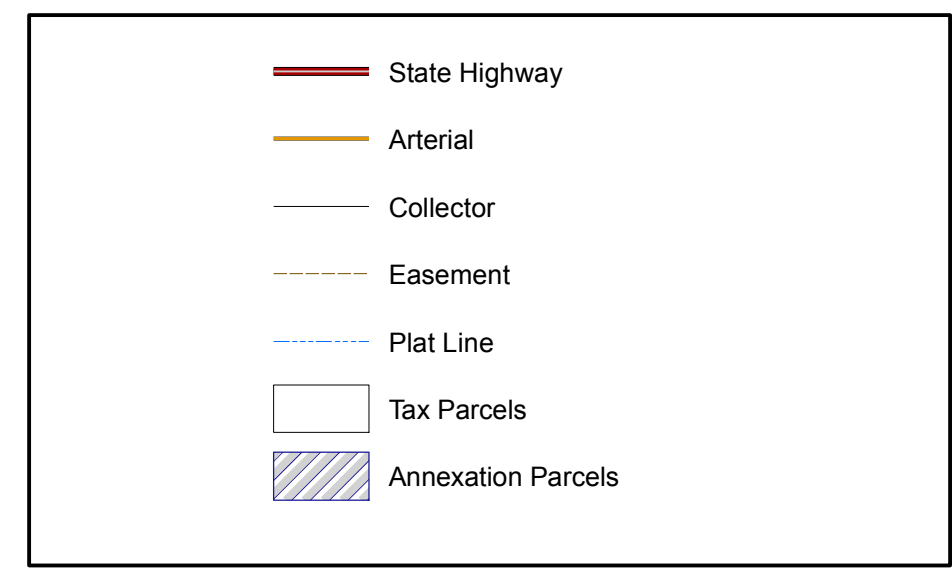 State Highway
Arterial
Collector
Easement
Plat Line
Tax Parcels
Annexation Parcels